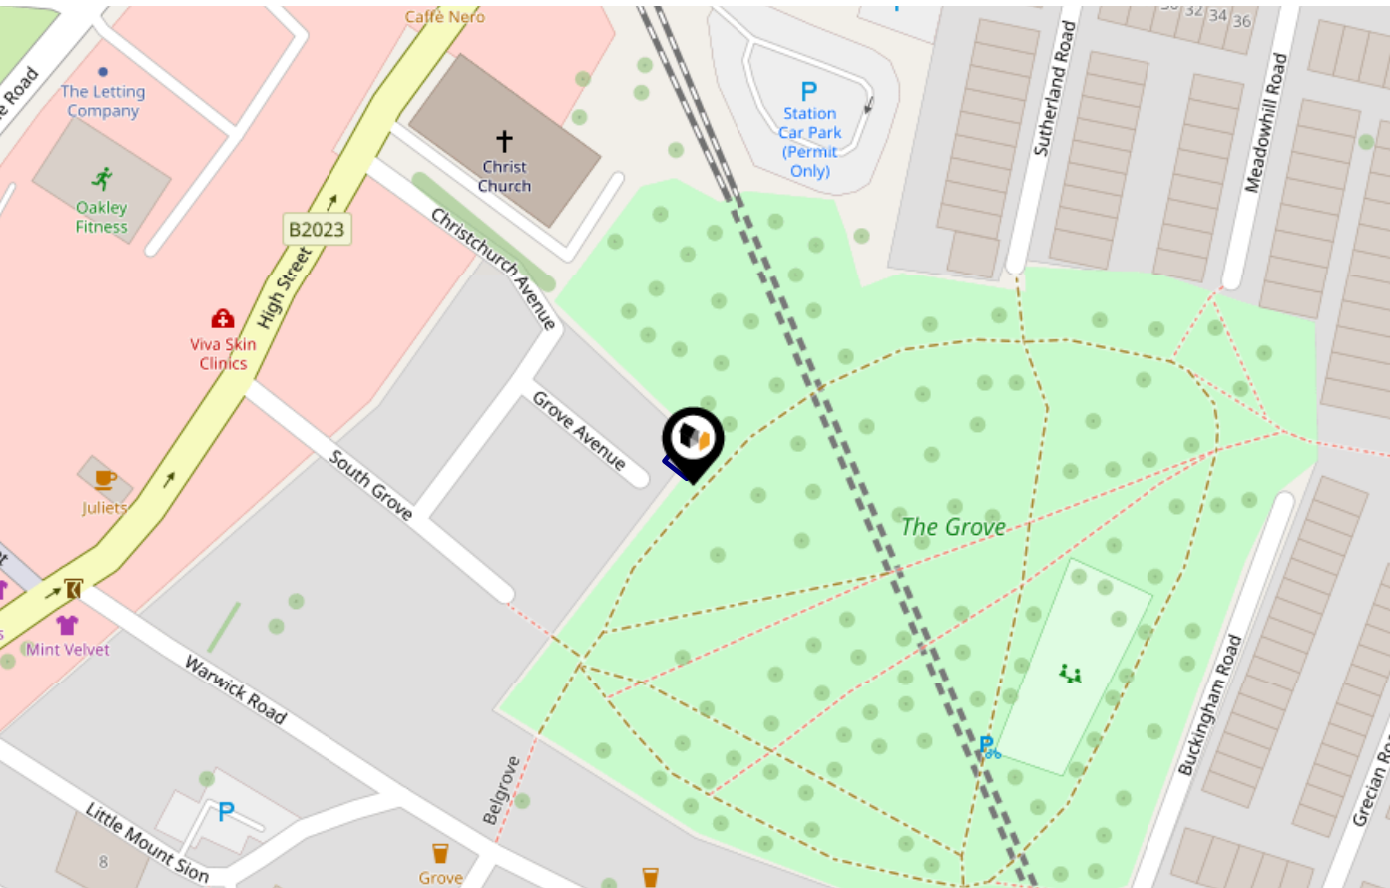 Caffè Nero
30 32 34 36
The Letting
Company
P
Station
Car Park
(Permit
Only)
Sutherland Road
Meadowhill Road
Christ
Church
Oakley
Fitness
B2023
Christchurch Avenue
High Street
Viva Skin
Clinics
Grove Avenue
South Grove
Juliets
The Grove
Mint Velvet
Warwick Road
Buckingham Road
P
Belgrove
P
Little Mount Sion
8
Grove
Grecian